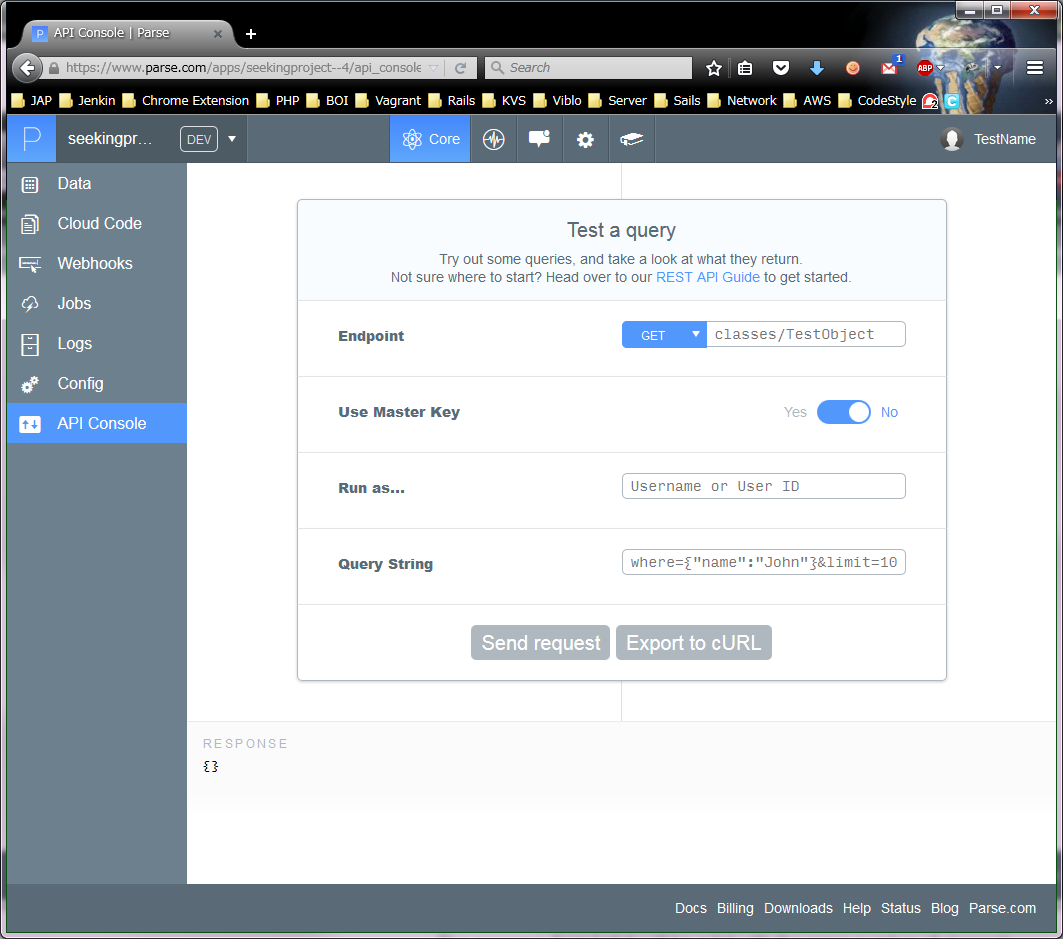 API Console | Parse
https://www.parse.com/apps/seekingproject--4/api_console
Search
1
ABP
JAP Jenkin Chrome Extension PHP BOI Vagrant Rails KVS Viblo Server Sails Network AWS CodeStyle 2 C »
P seekingpr... DEV Core TestName
Data
Cloud Code
Webhooks
Jobs
Logs
Config
API Console
Test a query
Try out some queries, and take a look at what they return.
Not sure where to start? Head over to our REST API Guide to get started.
Endpoint GET classes/TestObject
Use Master Key Yes No
Run as... Username or User ID
Query String where={"name":"John"}&limit=10
Send request Export to cURL
RESPONSE
{}
Docs Billing Downloads Help Status Blog Parse.com